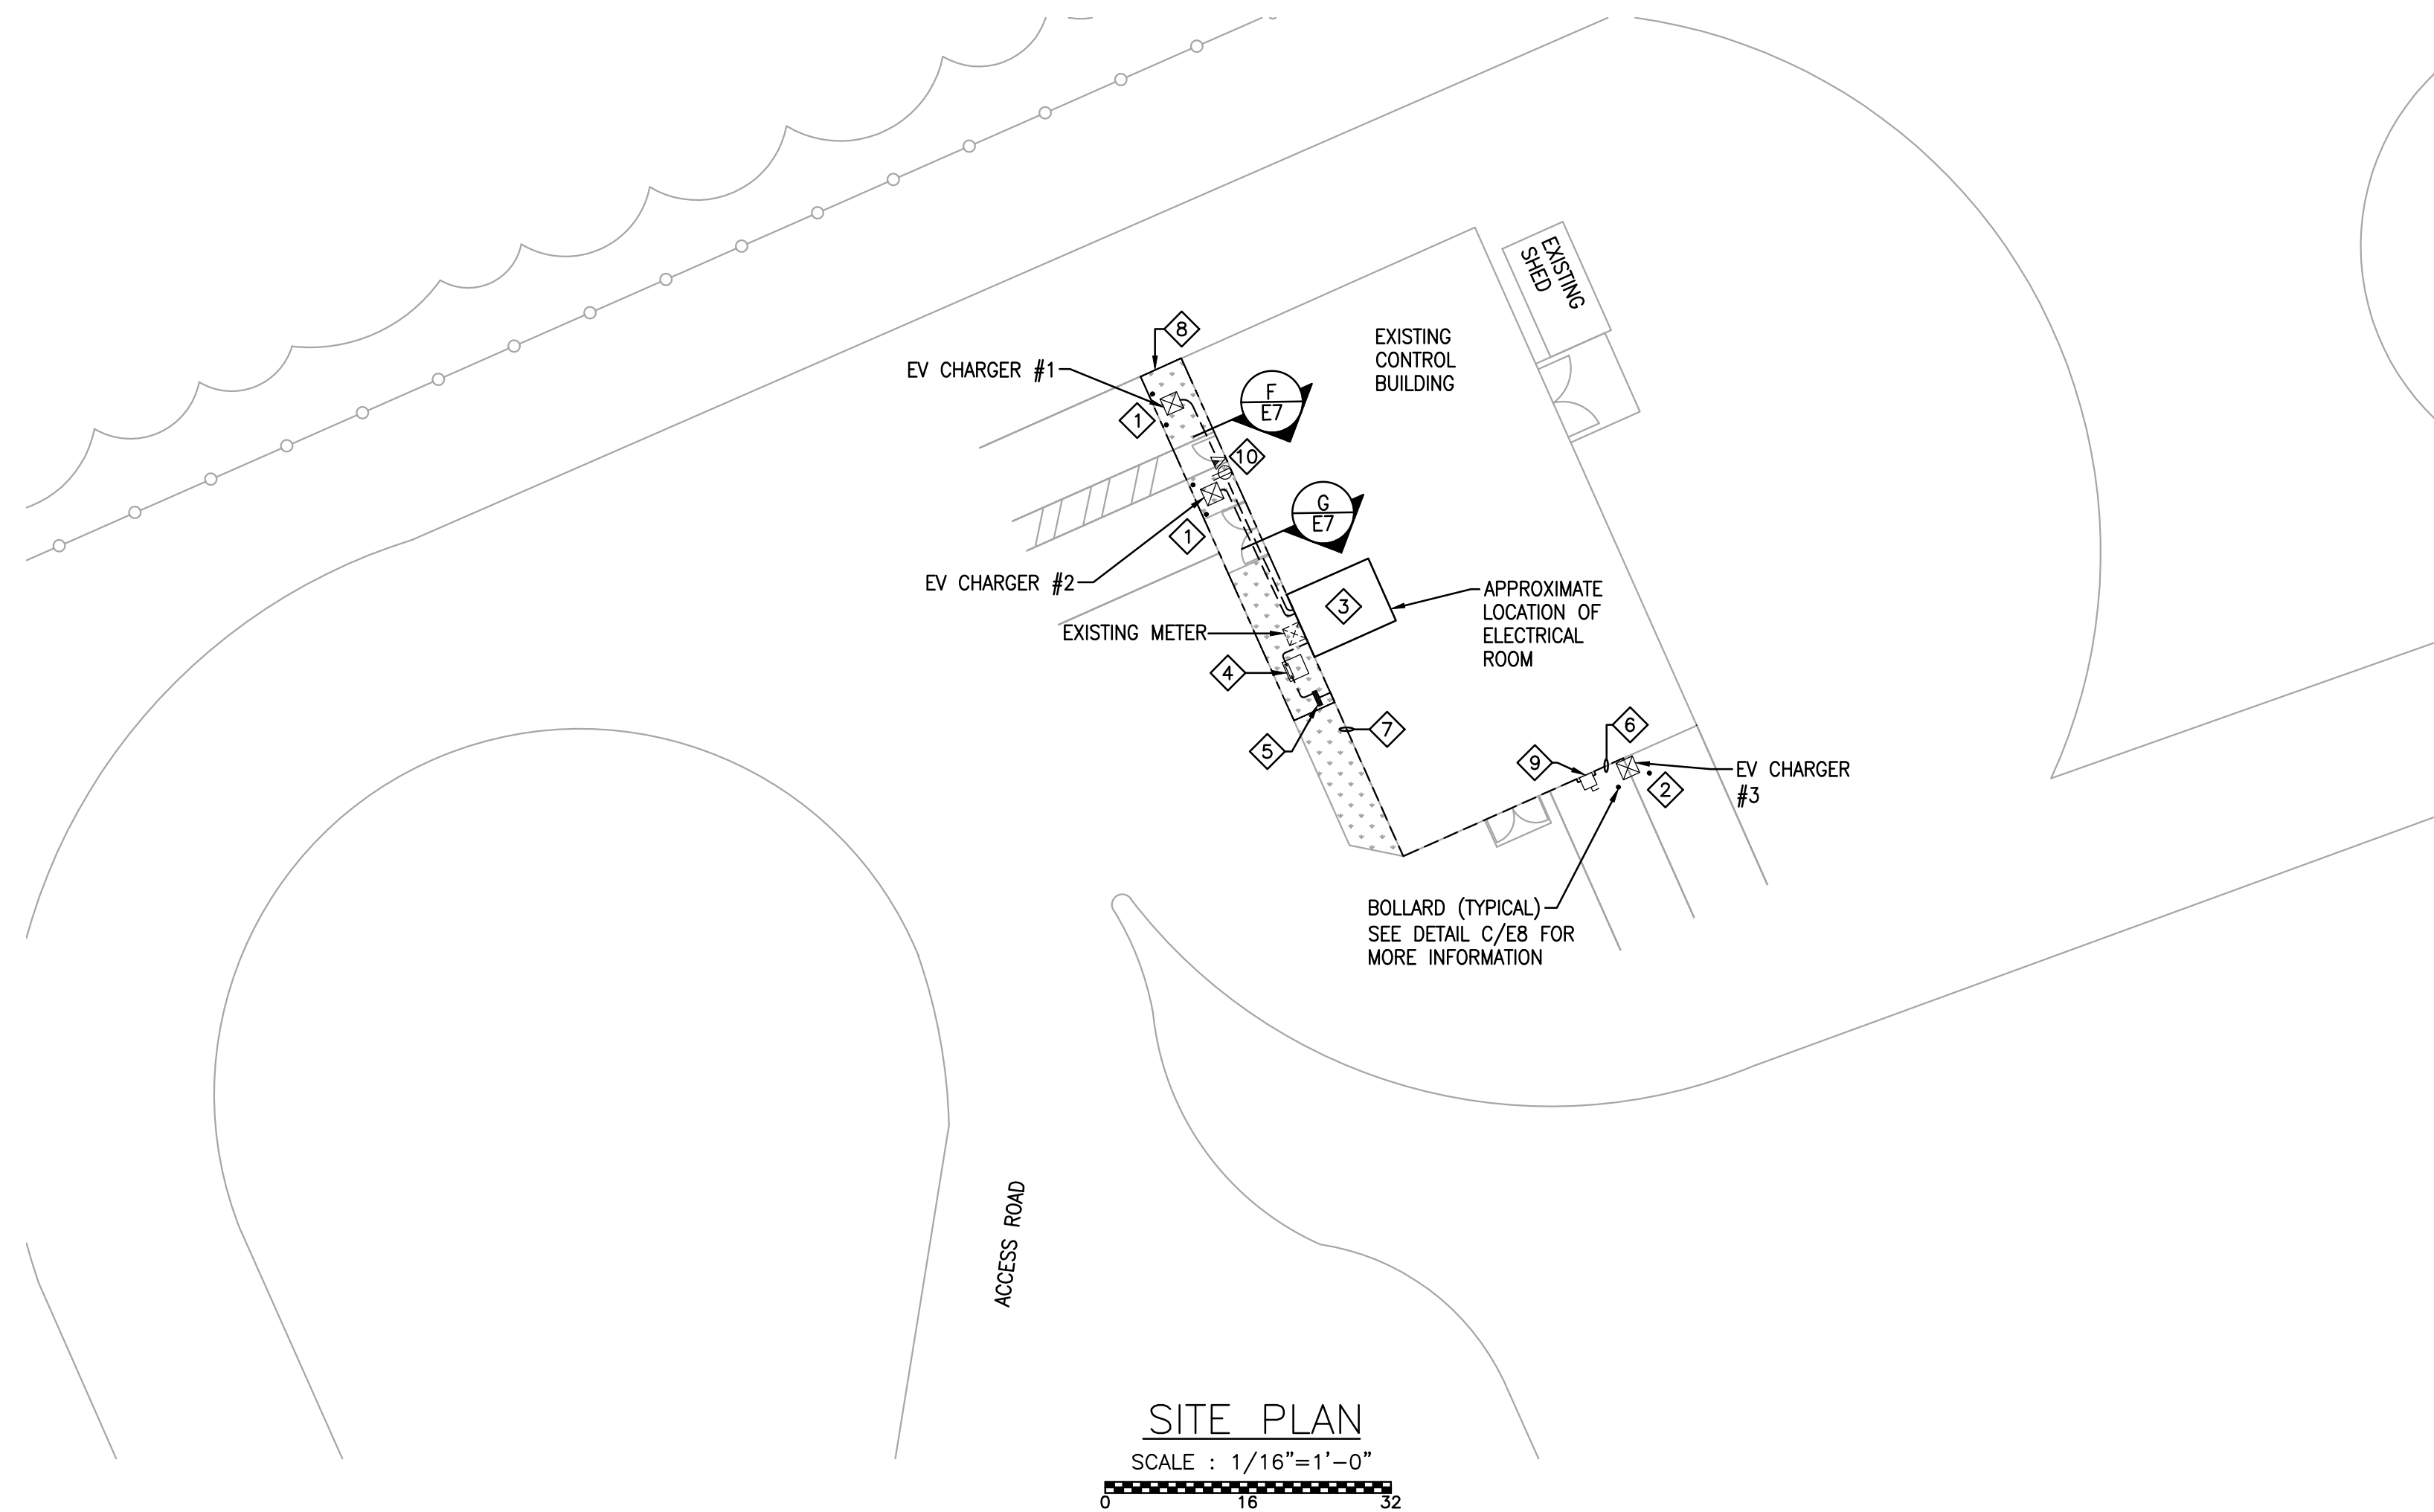 EXISTING
SHED
8
EXISTING
CONTROL
BUILDING
EV CHARGER #1
F
E7
1
10
G
E7
1
EV CHARGER #2
3
APPROXIMATE
LOCATION OF
ELECTRICAL
ROOM
EXISTING METER
4
5
7
6
9
EV CHARGER
#3
2
BOLLARD (TYPICAL)
SEE DETAIL C/E8 FOR
MORE INFORMATION
ACCESS ROAD
SITE PLAN
SCALE : 1/16"=1'-0"
0 16 32